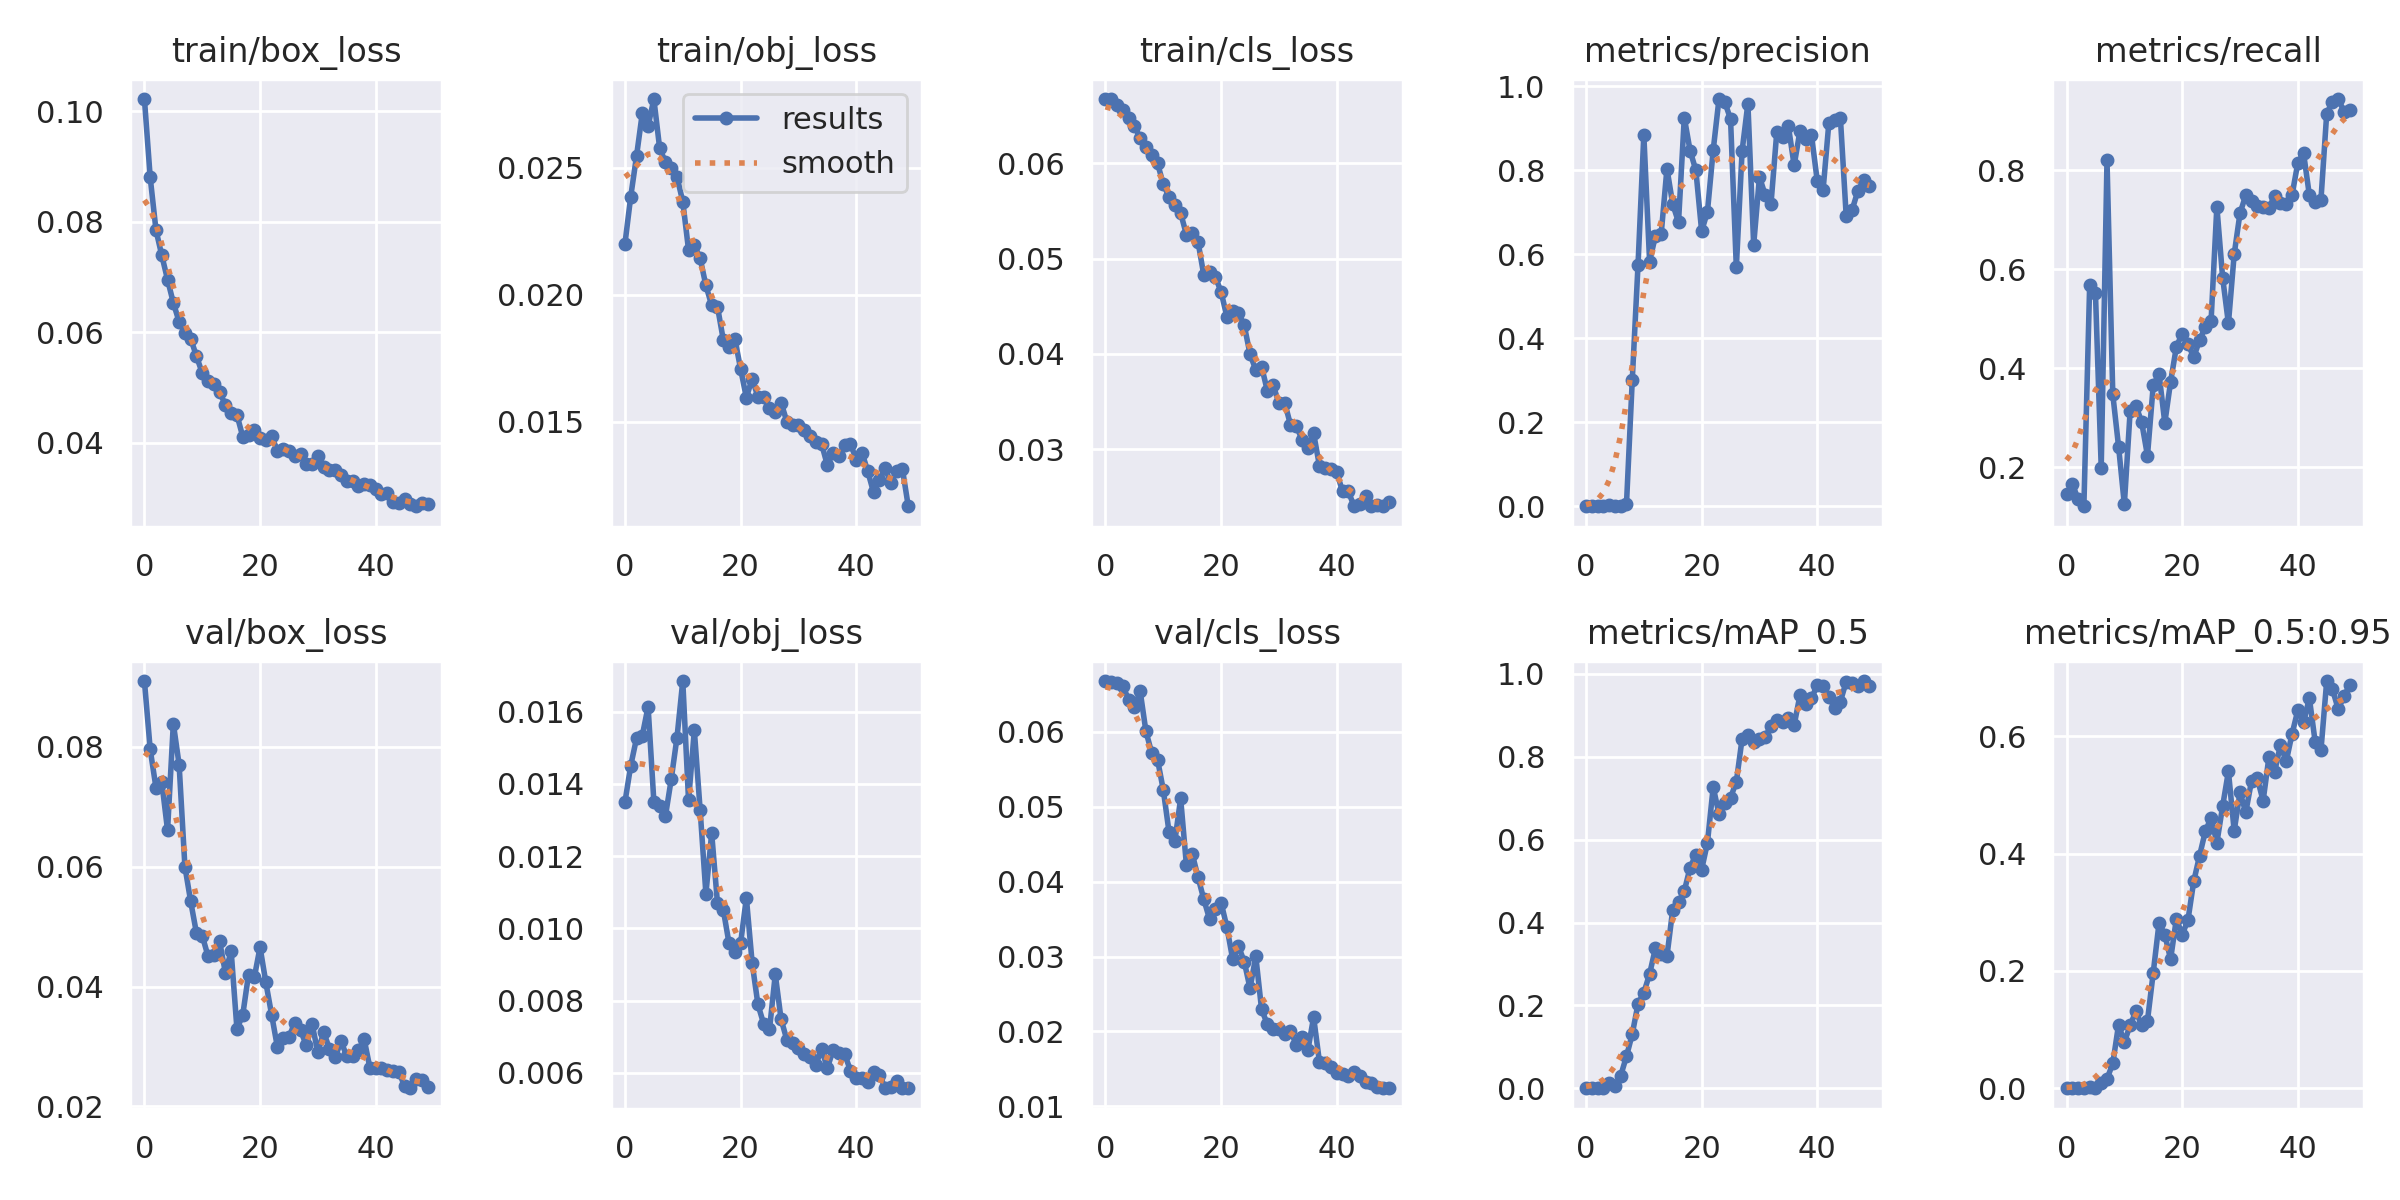 train/box_loss
0.10
0.08
0.06
0.04
0 20 40
train/obj_loss
results
smooth
0.025
0.020
0.015
0 20 40
train/cls_loss
0.06
0.05
0.04
0.03
0 20 40
metrics/precision
1.0
0.8
0.6
0.4
0.2
0.0
0 20 40
metrics/recall
0.8
0.6
0.4
0.2
0 20 40
val/box_loss
0.08
0.06
0.04
0.02
0 20 40
val/obj_loss
0.016
0.014
0.012
0.010
0.008
0.006
0 20 40
val/cls_loss
0.06
0.05
0.04
0.03
0.02
0.01
0 20 40
metrics/mAP_0.5
1.0
0.8
0.6
0.4
0.2
0.0
0 20 40
metrics/mAP_0.5:0.95
0.6
0.4
0.2
0.0
0 20 40